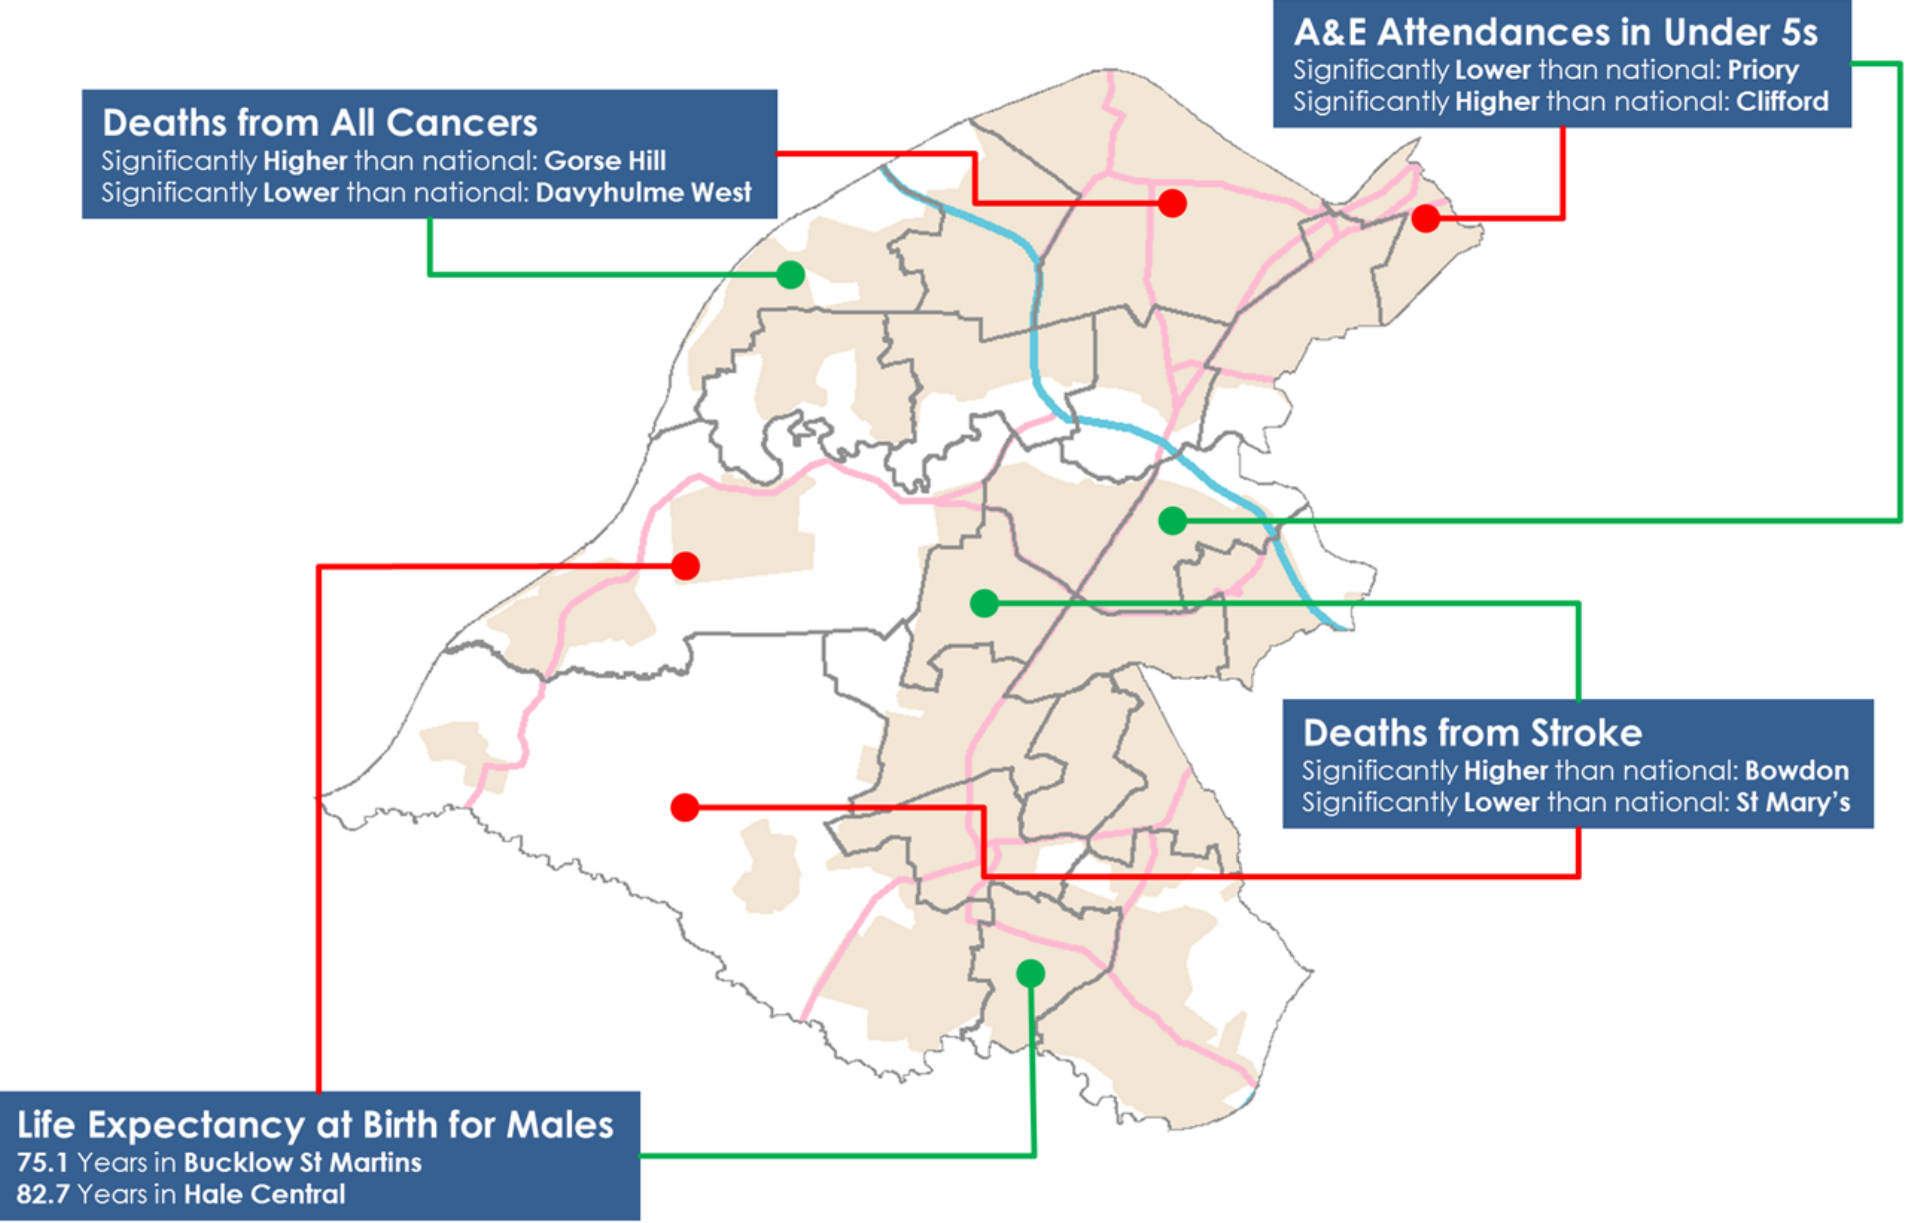 A&E Attendances in Under 5s
Significantly Lower than national: Priory
Significantly Higher than national: Clifford
Deaths from All Cancers
Significantly Higher than national: Gorse Hill
Significantly Lower than national: Davyhulme West
Deaths from Stroke
Significantly Higher than national: Bowdon
Significantly Lower than national: St Mary's
Life Expectancy at Birth for Males
75.1 Years in Bucklow St Martins
82.7 Years in Hale Central